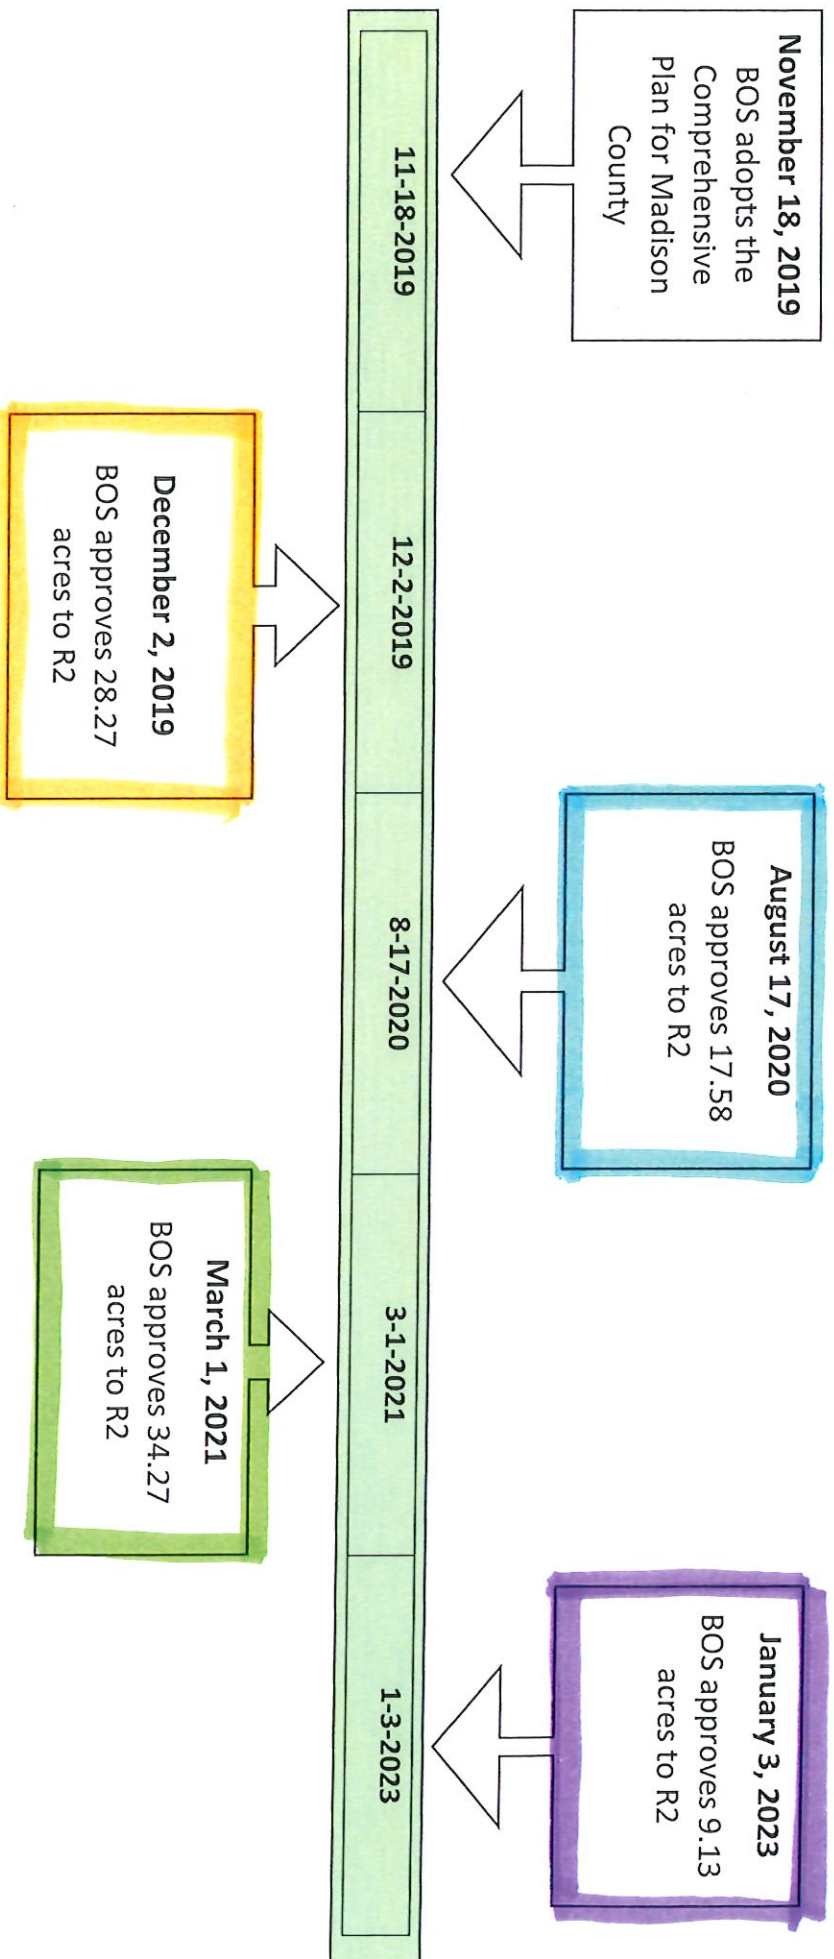 November 18, 2019
BOS adopts the
Comprehensive
Plan for Madison
County
August 17, 2020
BOS approves 17.58
acres to R2
January 3, 2023
BOS approves 9.13
acres to R2
11-18-2019
12-2-2019
8-17-2020
3-1-2021
1-3-2023
December 2, 2019
BOS approves 28.27
acres to R2
March 1, 2021
BOS approves 34.27
acres to R2